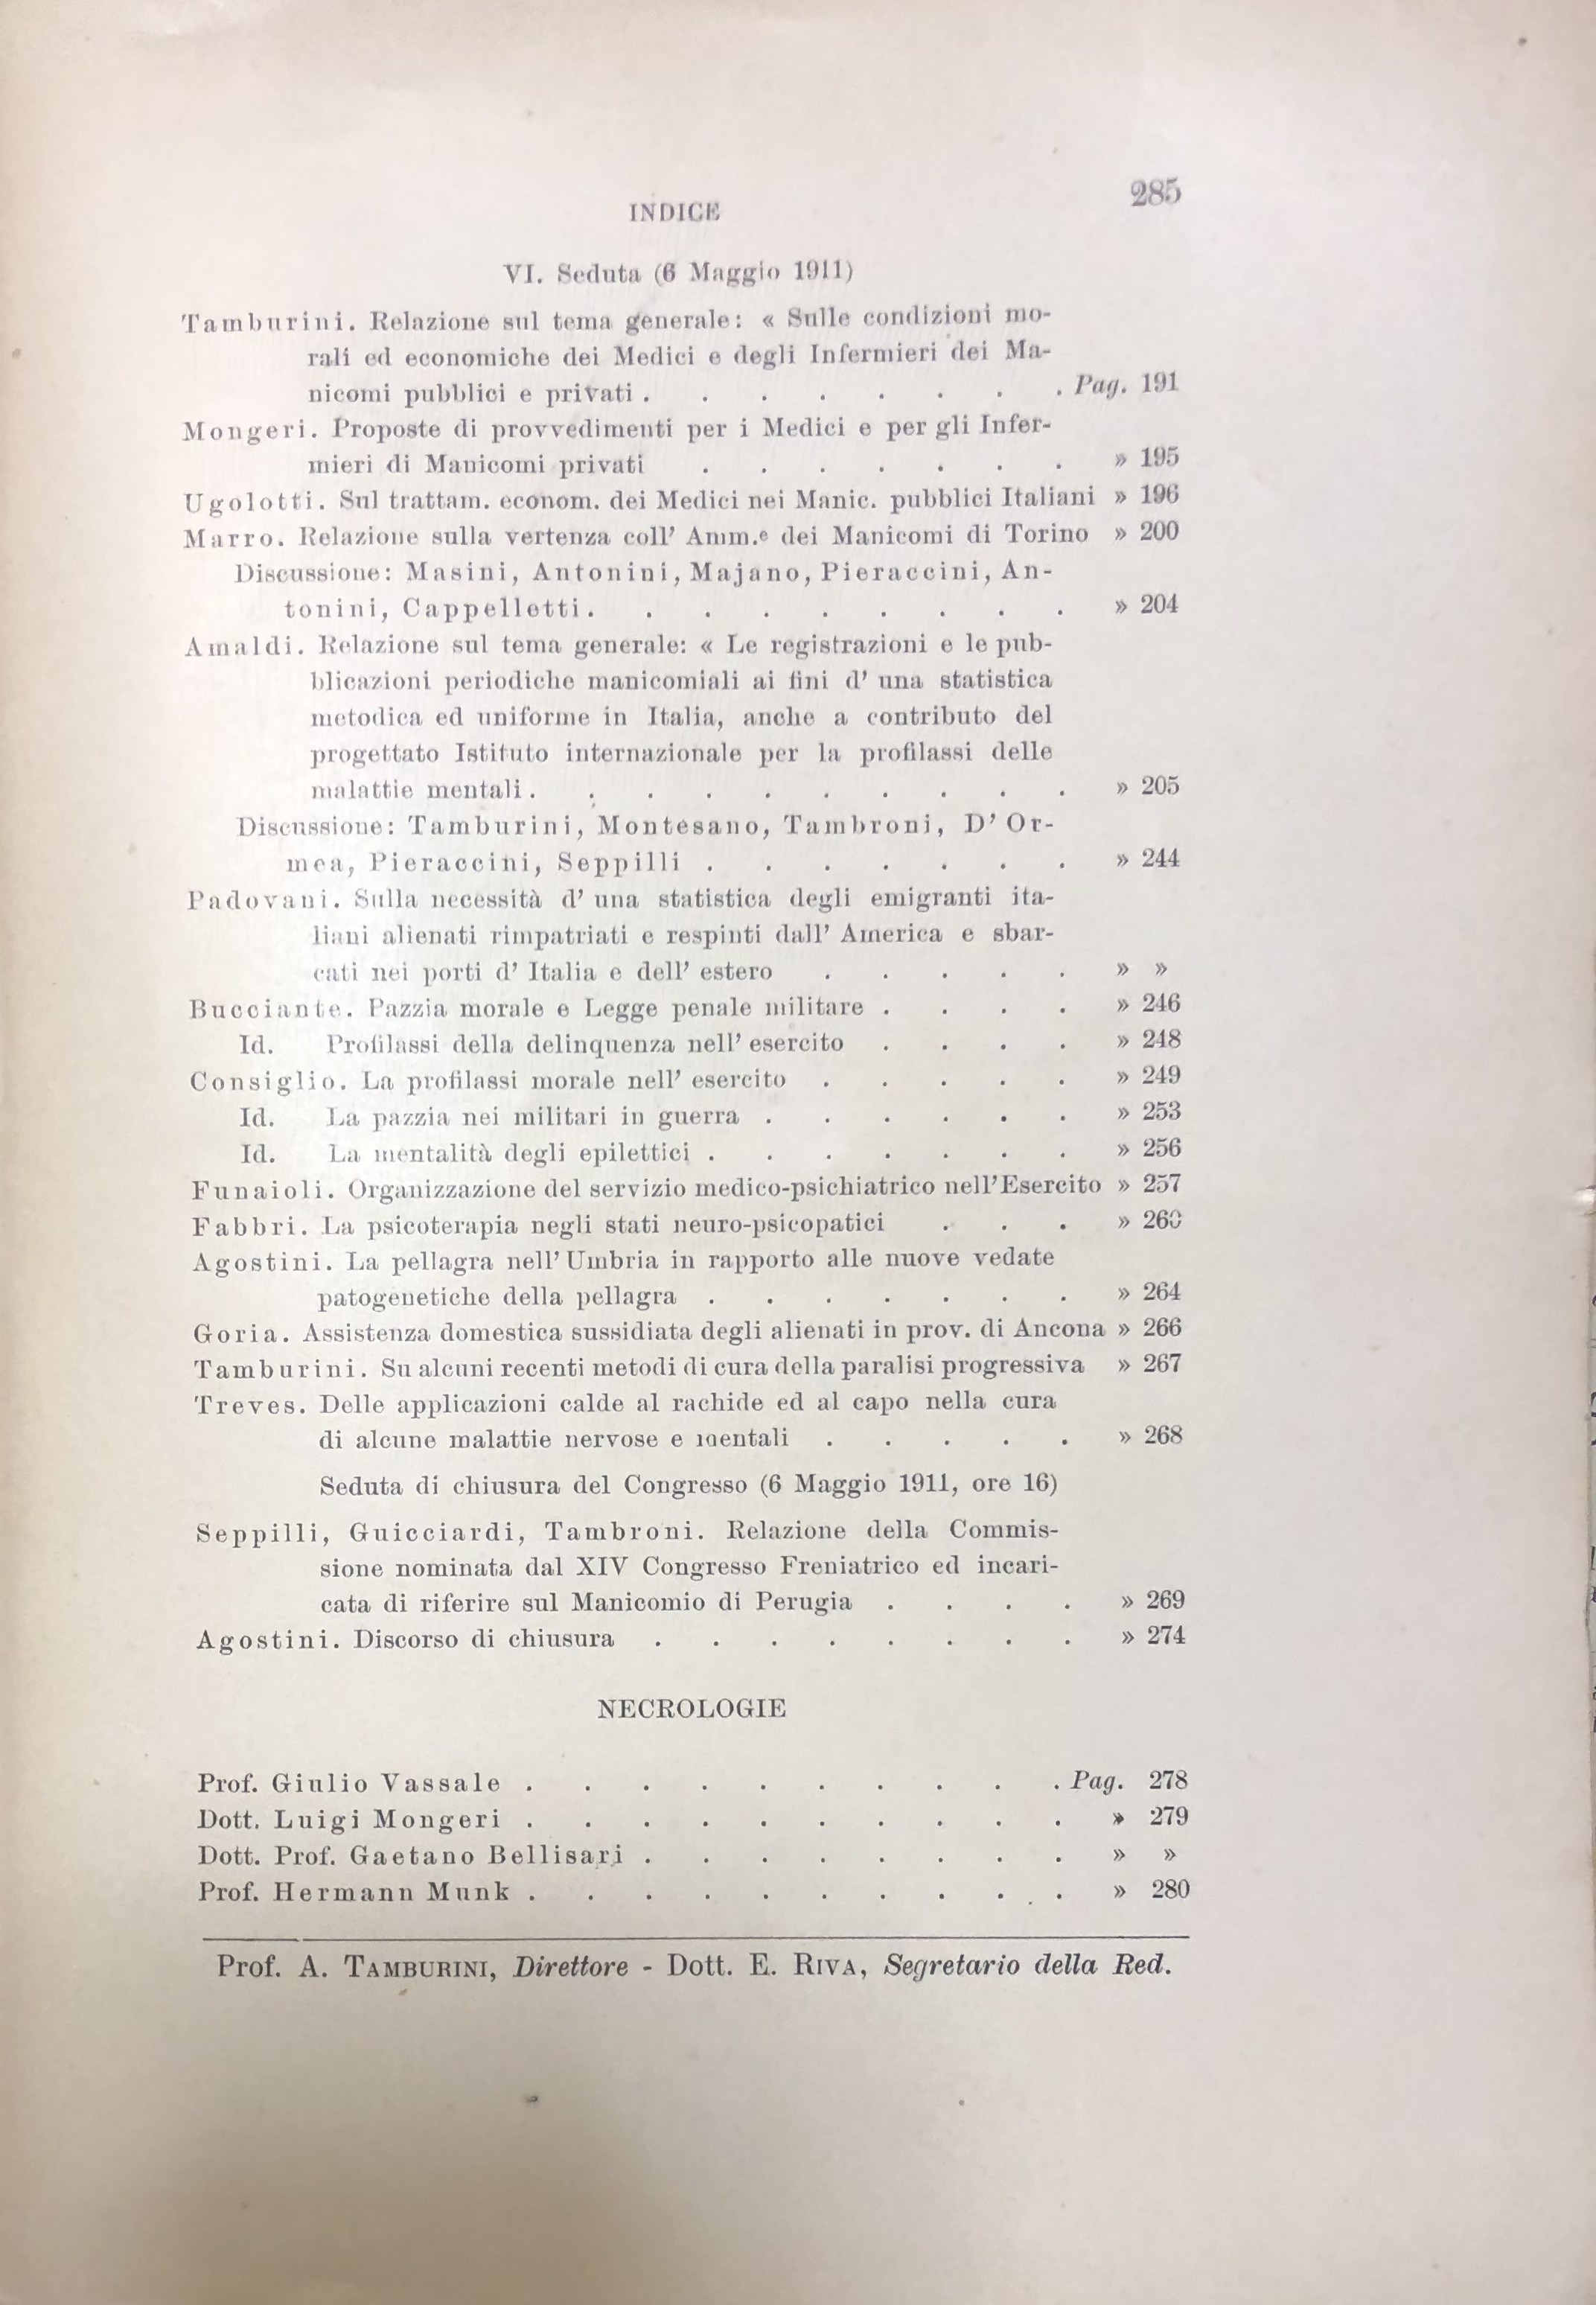 INDICE 285
VI. Seduta (6 Maggio 1911)
Tamburini. Relazione sul tema generale: « Sulle condizioni mo-
rali ed economiche dei Medici e degli Infermieri dei Ma-
nicomi pubblici e privati . . . . . . . . Pag. 191
Mongeri. Proposte di provvedimenti per i Medici e per gli Infer-
mieri di Manicomi privati . . . . . . . » 195
Ugolotti. Sul trattam. econom. dei Medici nei Manic. pubblici Italiani » 196
Marro. Relazione sulla vertenza coll' Amm.e dei Manicomi di Torino » 200
Discussione: Masini, Antonini, Majano, Pieraccini, An-
tonini, Cappelletti. . . . . . . . . » 204
Amaldi. Relazione sul tema generale: « Le registrazioni e le pub-
blicazioni periodiche manicomiali ai fini d' una statistica
metodica ed uniforme in Italia, anche a contributo del
progettato Istituto internazionale per la profilassi delle
malattie mentali . . . . . . . . . . » 205
Discussione: Tamburini, Montesano, Tambroni, D' Or-
mea, Pieraccini, Seppilli . . . . . . . » 244
Padovani. Sulla necessità d' una statistica degli emigranti ita-
liani alienati rimpatriati e respinti dall' America e sbar-
cati nei porti d' Italia e dell' estero . . . . . » »
Bucciante. Pazzia morale e Legge penale militare . . . . » 246
Id. Profilassi della delinquenza nell' esercito . . . . » 248
Consiglio. La profilassi morale nell' esercito . . . . . » 249
Id. La pazzia nei militari in guerra . . . . . . » 253
Id. La mentalità degli epilettici . . . . . . . » 256
Funaioli. Organizzazione del servizio medico-psichiatrico nell'Esercito » 257
Fabbri. La psicoterapia negli stati neuro-psicopatici . . . » 260
Agostini. La pellagra nell' Umbria in rapporto alle nuove vedate
patogenetiche della pellagra . . . . . . . » 264
Goria. Assistenza domestica sussidiata degli alienati in prov. di Ancona » 266
Tamburini. Su alcuni recenti metodi di cura della paralisi progressiva » 267
Treves. Delle applicazioni calde al rachide ed al capo nella cura
di alcune malattie nervose e mentali . . . . . » 268
Seduta di chiusura del Congresso (6 Maggio 1911, ore 16)
Seppilli, Guicciardi, Tambroni. Relazione della Commis-
sione nominata dal XIV Congresso Freniatrico ed incari-
cata di riferire sul Manicomio di Perugia . . . . » 269
Agostini. Discorso di chiusura . . . . . . . . » 274
NECROLOGIE
Prof. Giulio Vassale . . . . . . . . . . Pag. 278
Dott. Luigi Mongeri . . . . . . . . . . » 279
Dott. Prof. Gaetano Bellisari . . . . . . . . » »
Prof. Hermann Munk . . . . . . . . . . » 280
Prof. A. TAMBURINI, Direttore - Dott. E. RIVA, Segretario della Red.